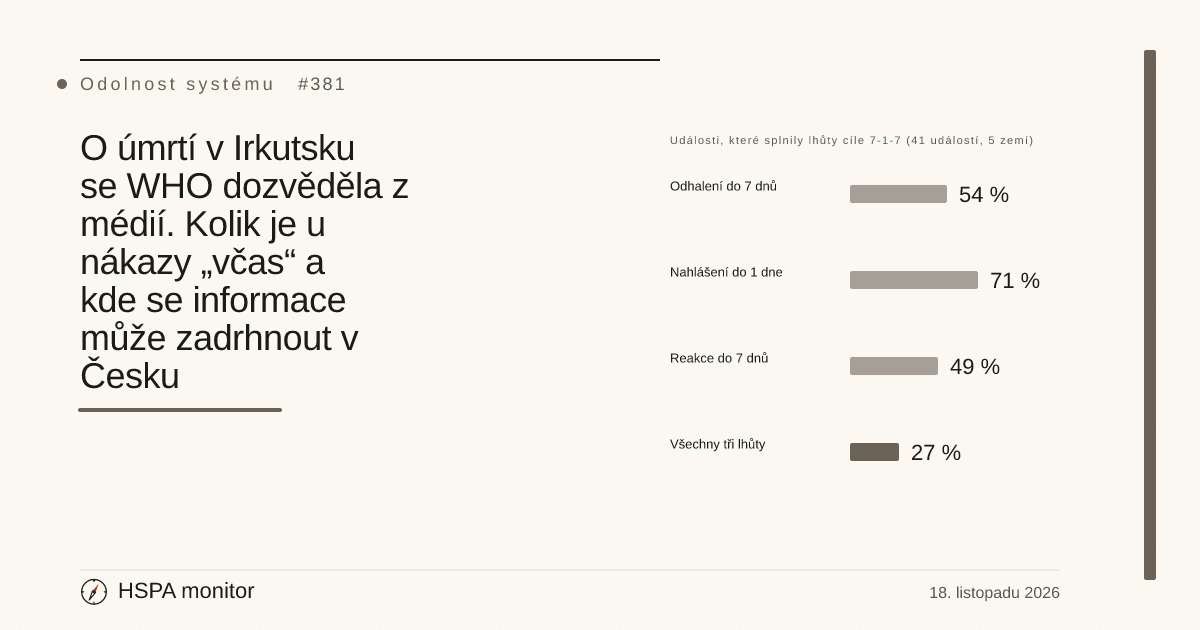 Odolnost systému #381
O úmrtí v Irkutsku
se WHO dozvěděla z
médií. Kolik je u
nákazy „včas“ a
kde se informace
může zadrhnout v
Česku
Události, které splnily lhůty cíle 7-1-7 (41 událostí, 5 zemí)
Odhalení do 7 dnů 54 %
Nahlášení do 1 dne 71 %
Reakce do 7 dnů 49 %
Všechny tři lhůty 27 %
HSPA monitor
18. listopadu 2026